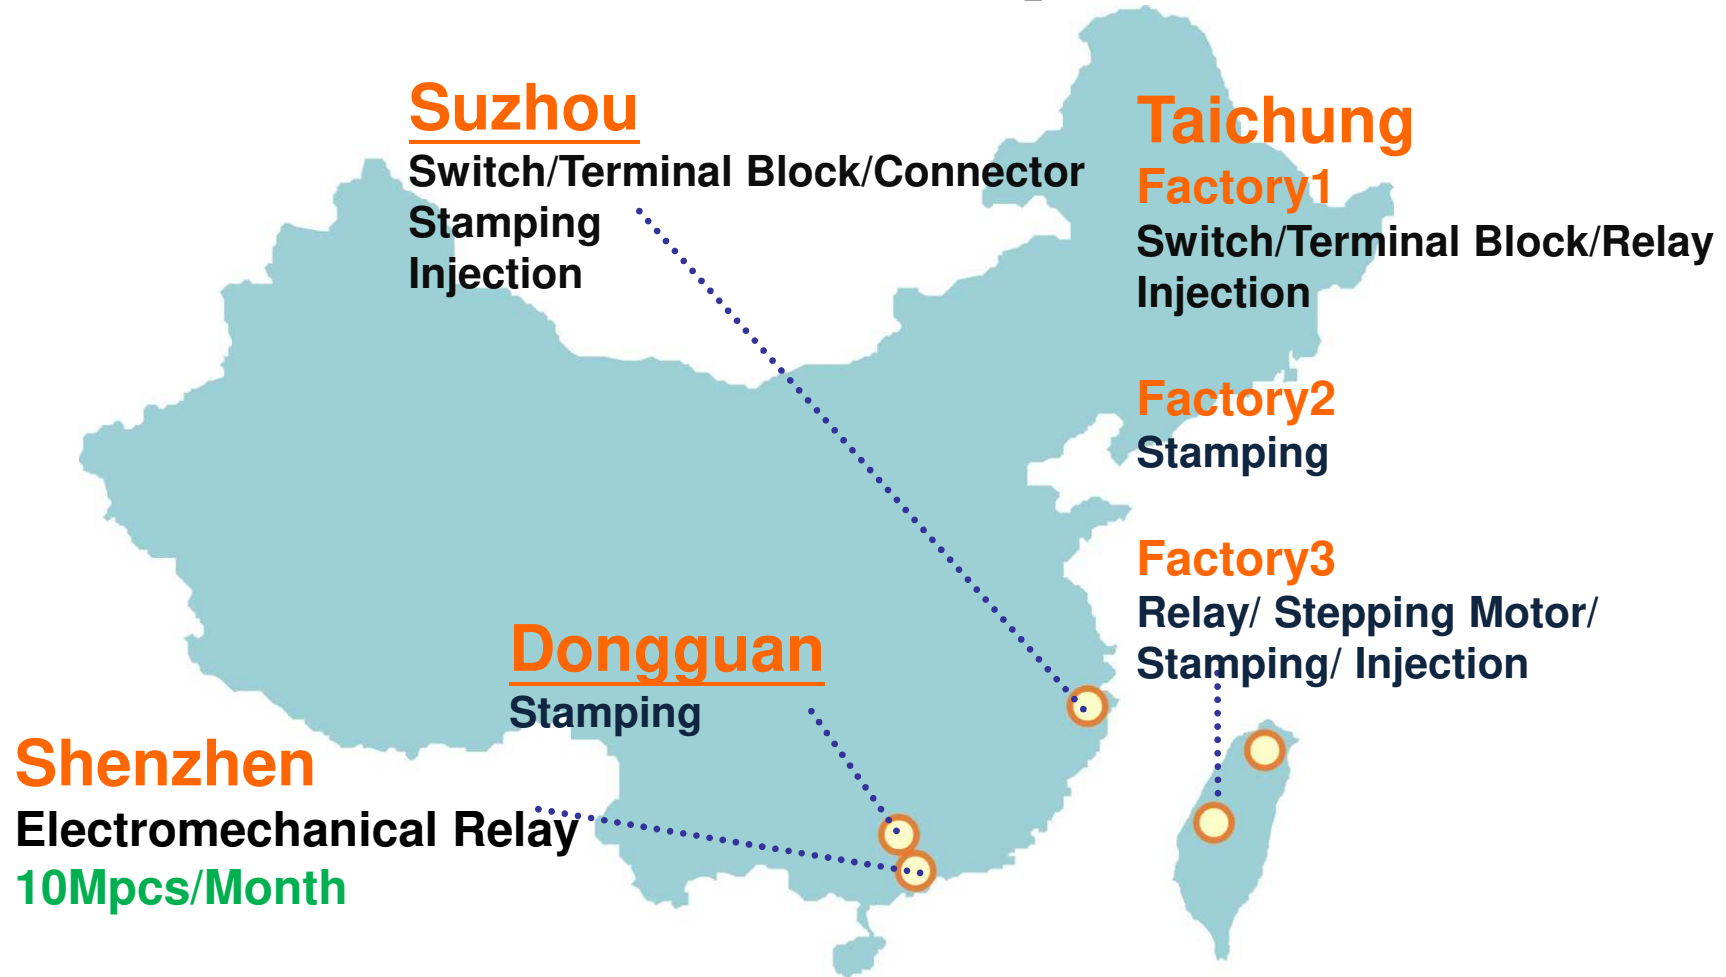 Suzhou
Switch/Terminal Block/Connector
Stamping
Injection
Taichung
Factory1
Switch/Terminal Block/Relay
Injection
Factory2
Stamping
Factory3
Relay/ Stepping Motor/
Stamping/ Injection
Dongguan
Stamping
Shenzhen
Electromechanical Relay
10Mpcs/Month